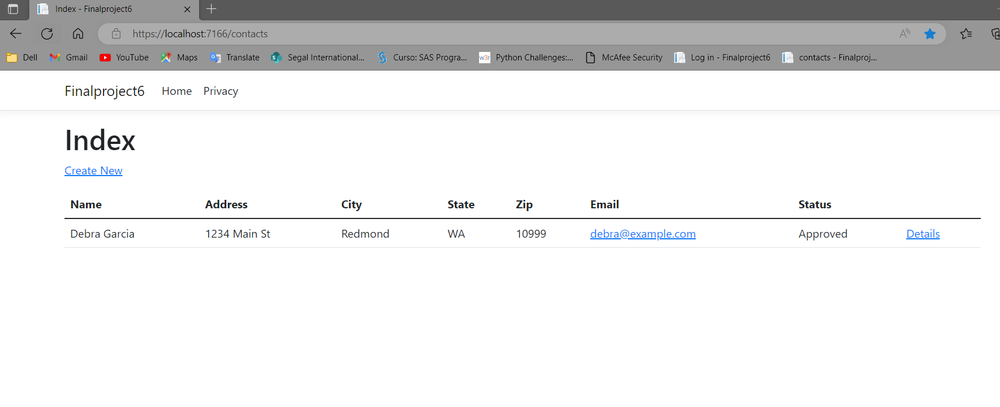 Index - Finalproject6
https://localhost:7166/contacts
Dell Gmail YouTube Maps Translate Segal International... Curso: SAS Progra... w3r Python Challenges:... McAfee Security Log in - Finalproject6 contacts - Finalproj...
Finalproject6 Home Privacy
Index
Create New
Name Address City State Zip Email Status
Debra Garcia 1234 Main St Redmond WA 10999 debra@example.com Approved Details